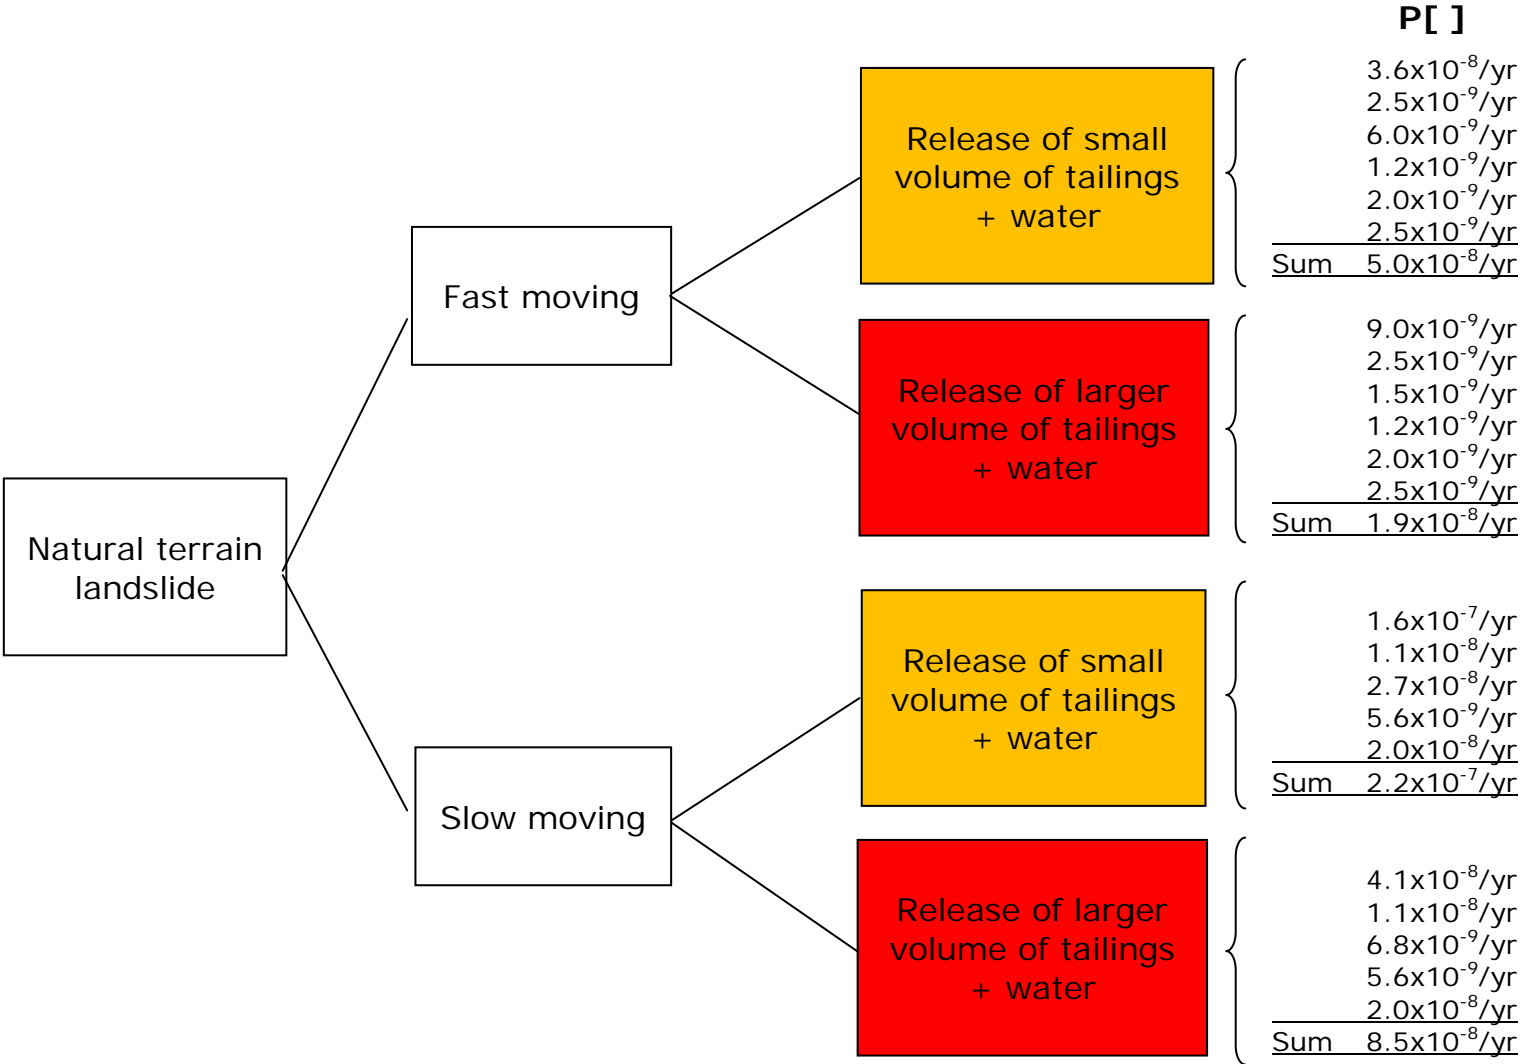 P[ ]
Natural terrain
landslide
Fast moving
Release of small
volume of tailings
+ water
3.6x10⁻⁸/yr
2.5x10⁻⁹/yr
6.0x10⁻⁹/yr
1.2x10⁻⁹/yr
2.0x10⁻⁹/yr
2.5x10⁻⁹/yr
Sum 5.0x10⁻⁸/yr
Release of larger
volume of tailings
+ water
9.0x10⁻⁹/yr
2.5x10⁻⁹/yr
1.5x10⁻⁹/yr
1.2x10⁻⁹/yr
2.0x10⁻⁹/yr
2.5x10⁻⁹/yr
Sum 1.9x10⁻⁸/yr
Slow moving
Release of small
volume of tailings
+ water
1.6x10⁻⁷/yr
1.1x10⁻⁸/yr
2.7x10⁻⁸/yr
5.6x10⁻⁹/yr
2.0x10⁻⁸/yr
Sum 2.2x10⁻⁷/yr
Release of larger
volume of tailings
+ water
4.1x10⁻⁸/yr
1.1x10⁻⁸/yr
6.8x10⁻⁹/yr
5.6x10⁻⁹/yr
2.0x10⁻⁸/yr
Sum 8.5x10⁻⁸/yr